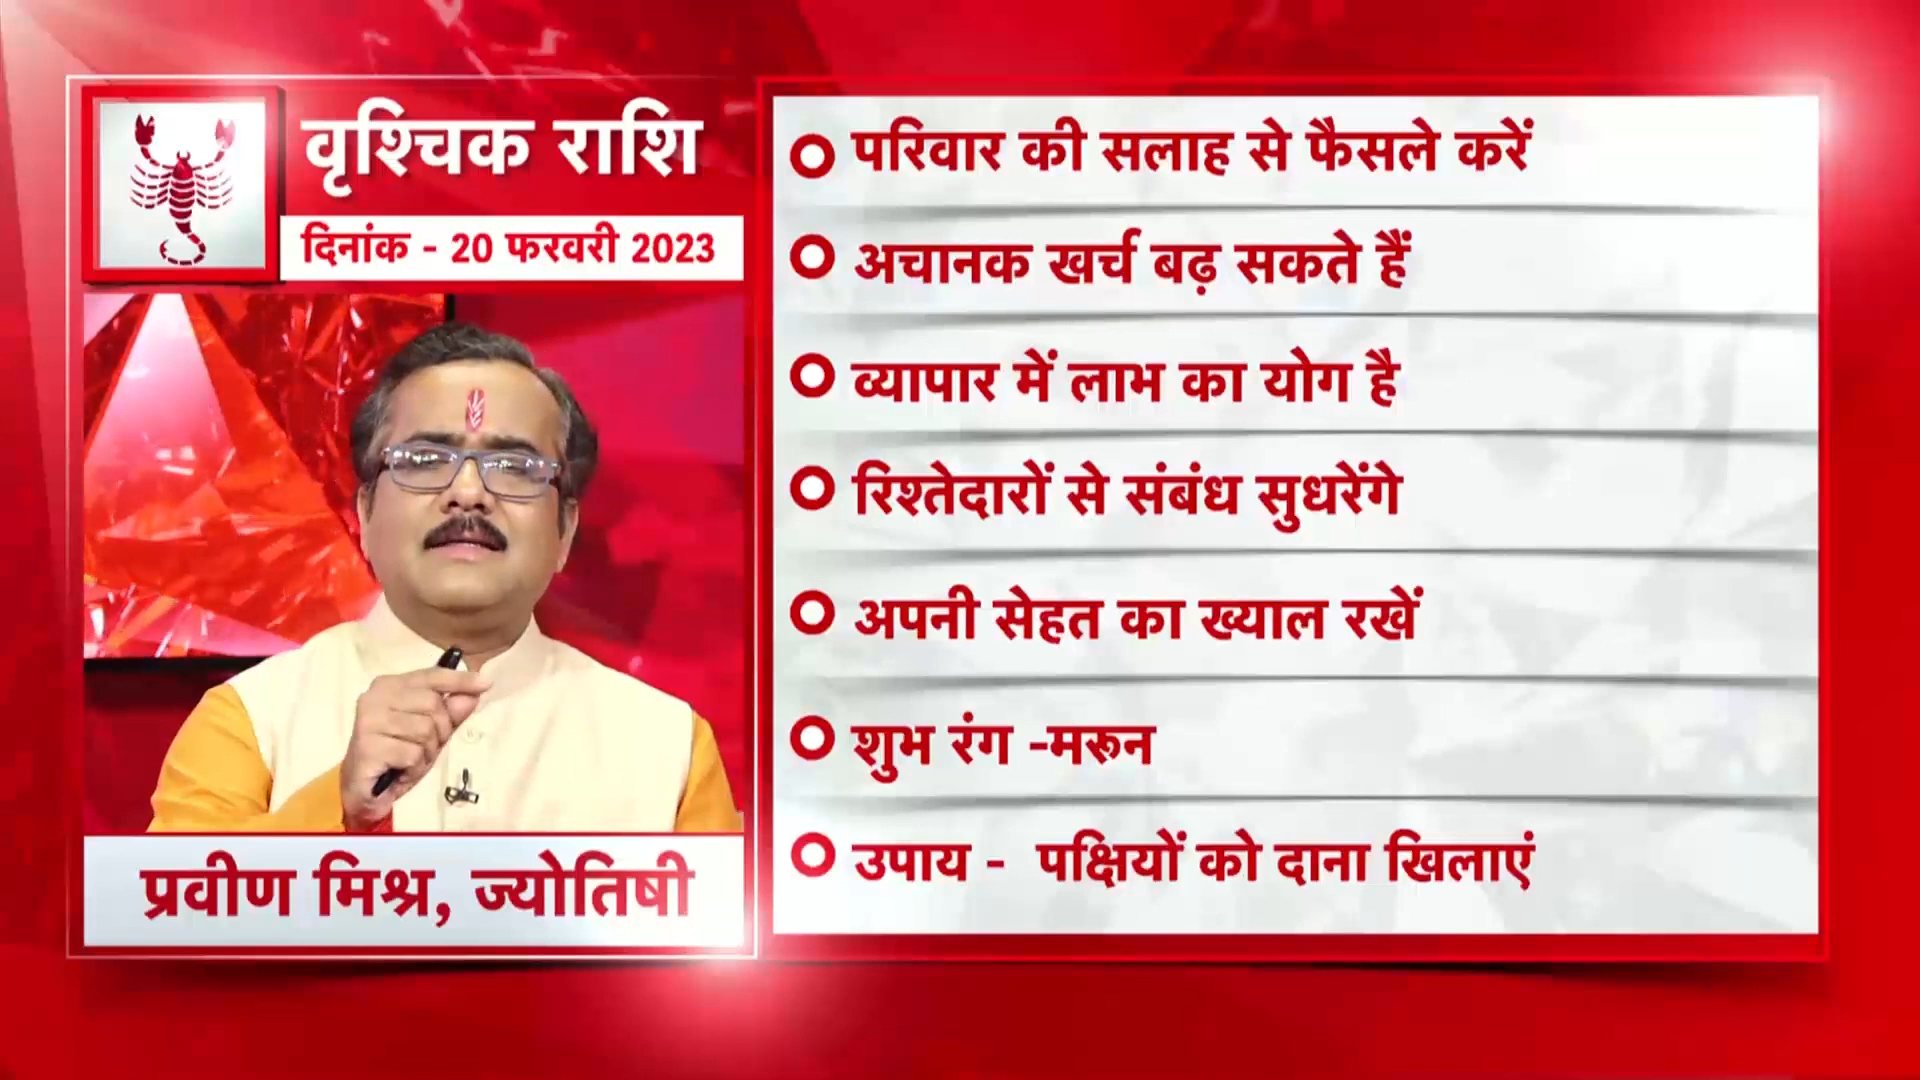 वृश्चिक राशि
दिनांक - 20 फरवरी 2023
प्रवीण मिश्र, ज्योतिषी
परिवार की सलाह से फैसले करें
अचानक खर्च बढ़ सकते हैं
व्यापार में लाभ का योग है
रिश्तेदारों से संबंध सुधरेंगे
अपनी सेहत का ख्याल रखें
शुभ रंग -मरून
उपाय - पक्षियों को दाना खिलाएं